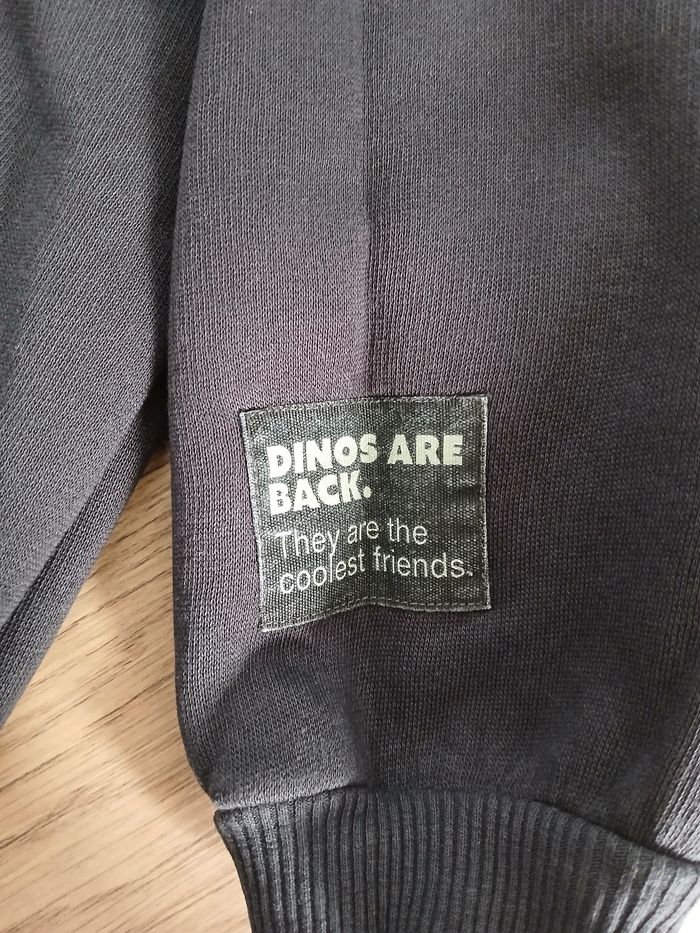 DINOS ARE
BACK.
They are the
coolest friends.